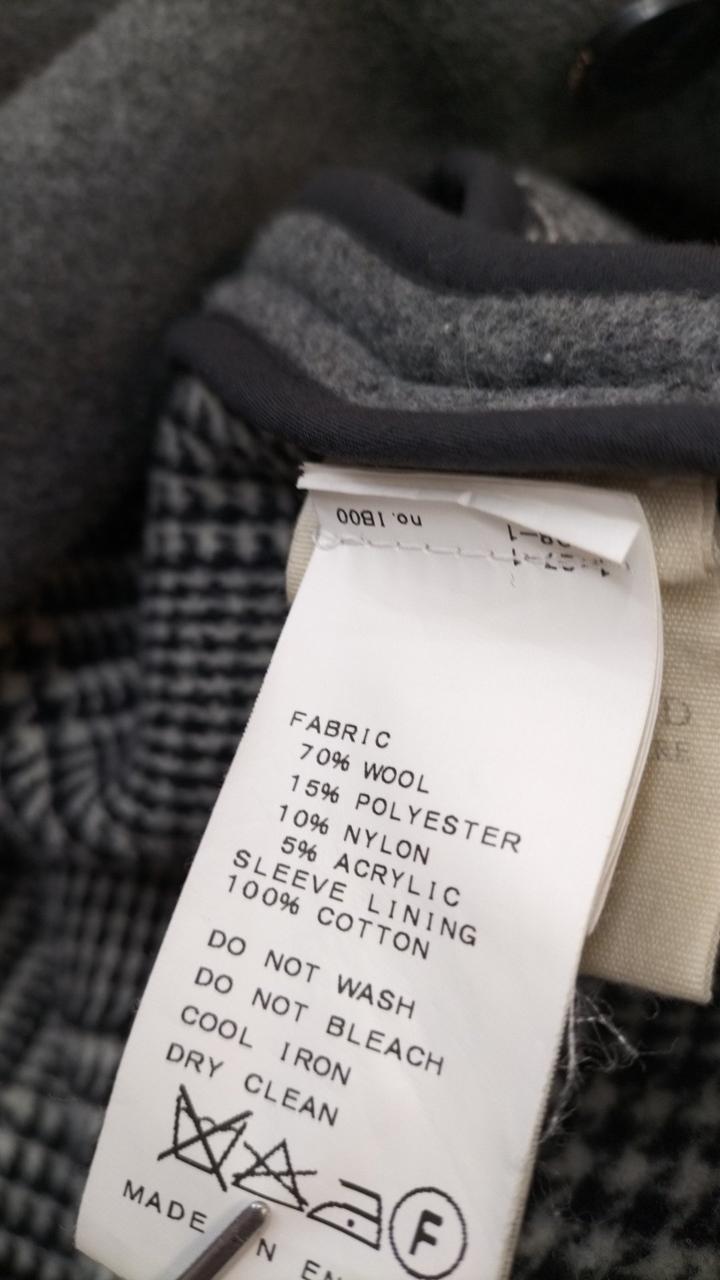 no.1B00
FABRIC
70% WOOL
15% POLYESTER
10% NYLON
5% ACRYLIC
SLEEVE LINING
100% COTTON
DO NOT WASH
DO NOT BLEACH
COOL IRON
DRY CLEAN
F
MADE